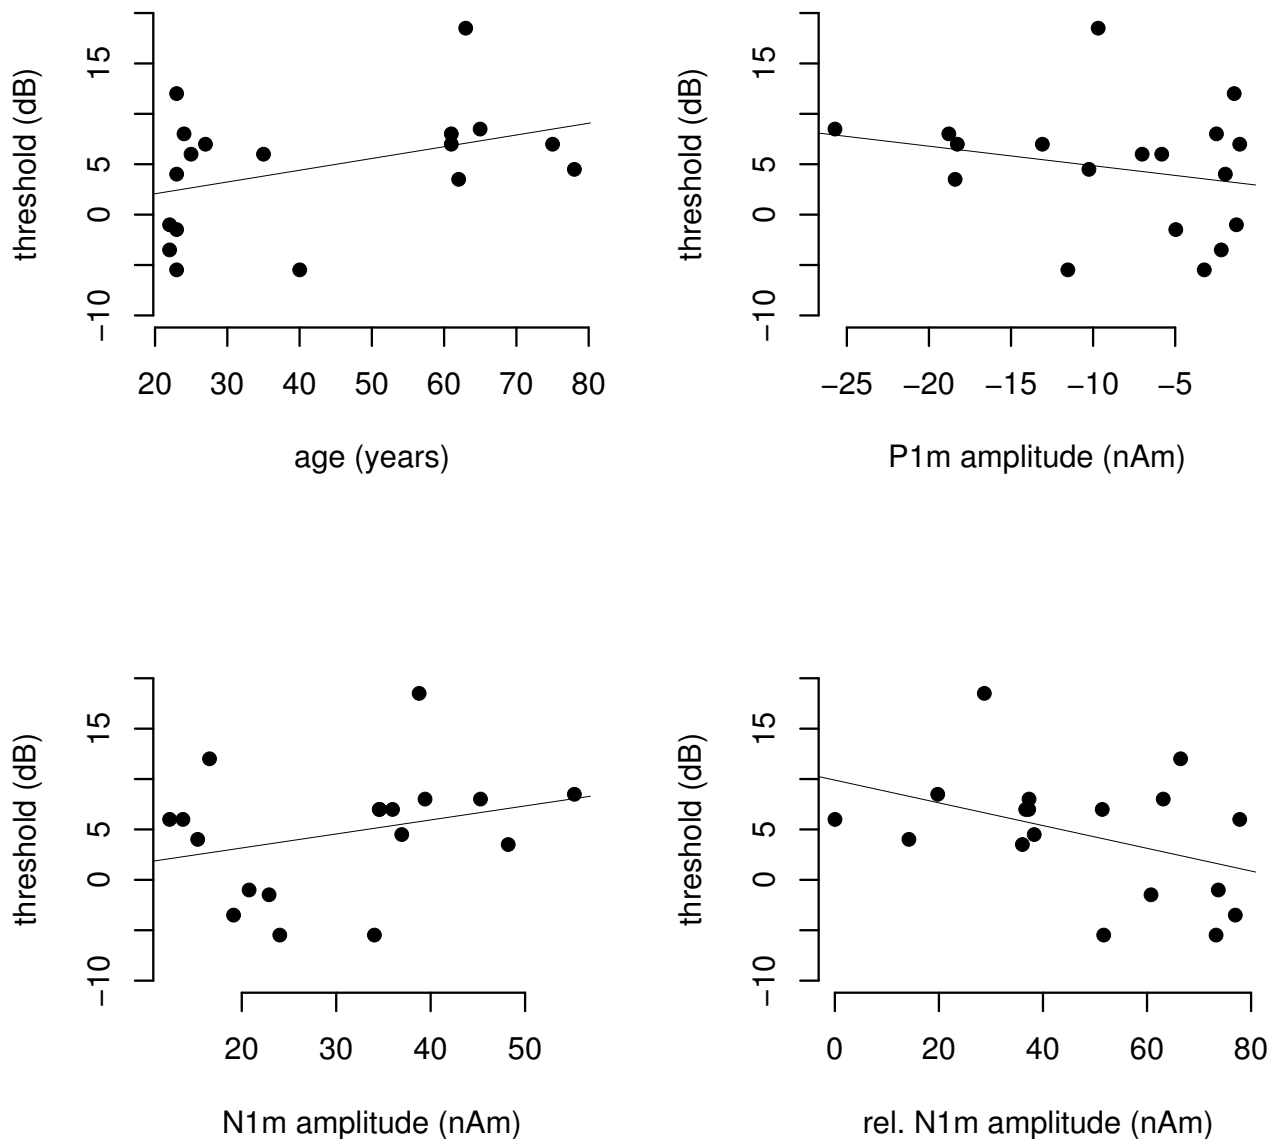 threshold (dB)
15
5
0
−10
20 30 40 50 60 70 80
age (years)
threshold (dB)
15
5
0
−10
−25 −20 −15 −10 −5
P1m amplitude (nAm)
threshold (dB)
15
5
0
−10
20 30 40 50
N1m amplitude (nAm)
threshold (dB)
15
5
0
−10
0 20 40 60 80
rel. N1m amplitude (nAm)